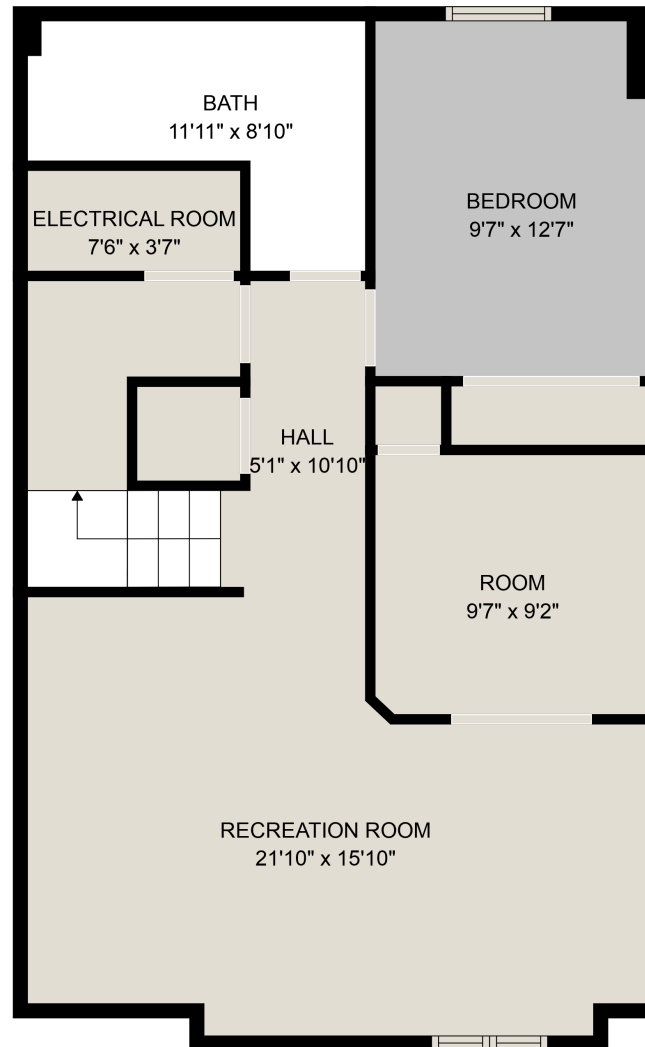 BATH
11'11" x 8'10"
BEDROOM
9'7" x 12'7"
ELECTRICAL ROOM
7'6" x 3'7"
HALL
5'1" x 10'10"
ROOM
9'7" x 9'2"
RECREATION ROOM
21'10" x 15'10"